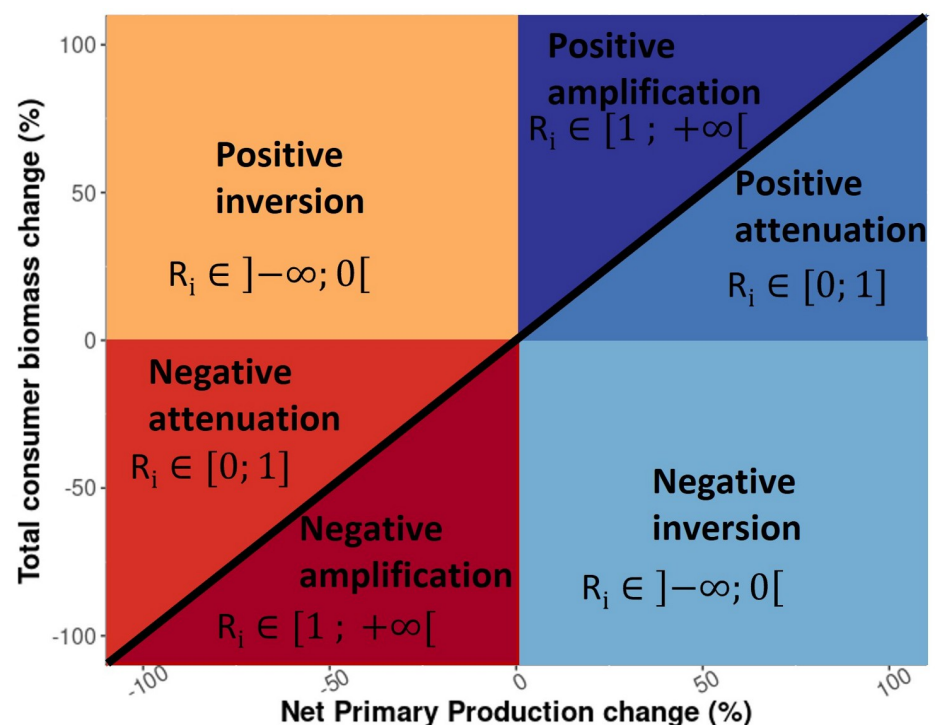 100
50
0
-50
-100
Total consumer biomass change (%)
Positive
amplification
Rᵢ ∈ [1 ; +∞[
Positive
inversion
Rᵢ ∈ ]−∞; 0[
Positive
attenuation
Rᵢ ∈ [0; 1]
Negative
attenuation
Rᵢ ∈ [0; 1]
Negative
amplification
Rᵢ ∈ [1 ; +∞[
Negative
inversion
Rᵢ ∈ ]−∞; 0[
-100
-50
0
50
100
Net Primary Production change (%)